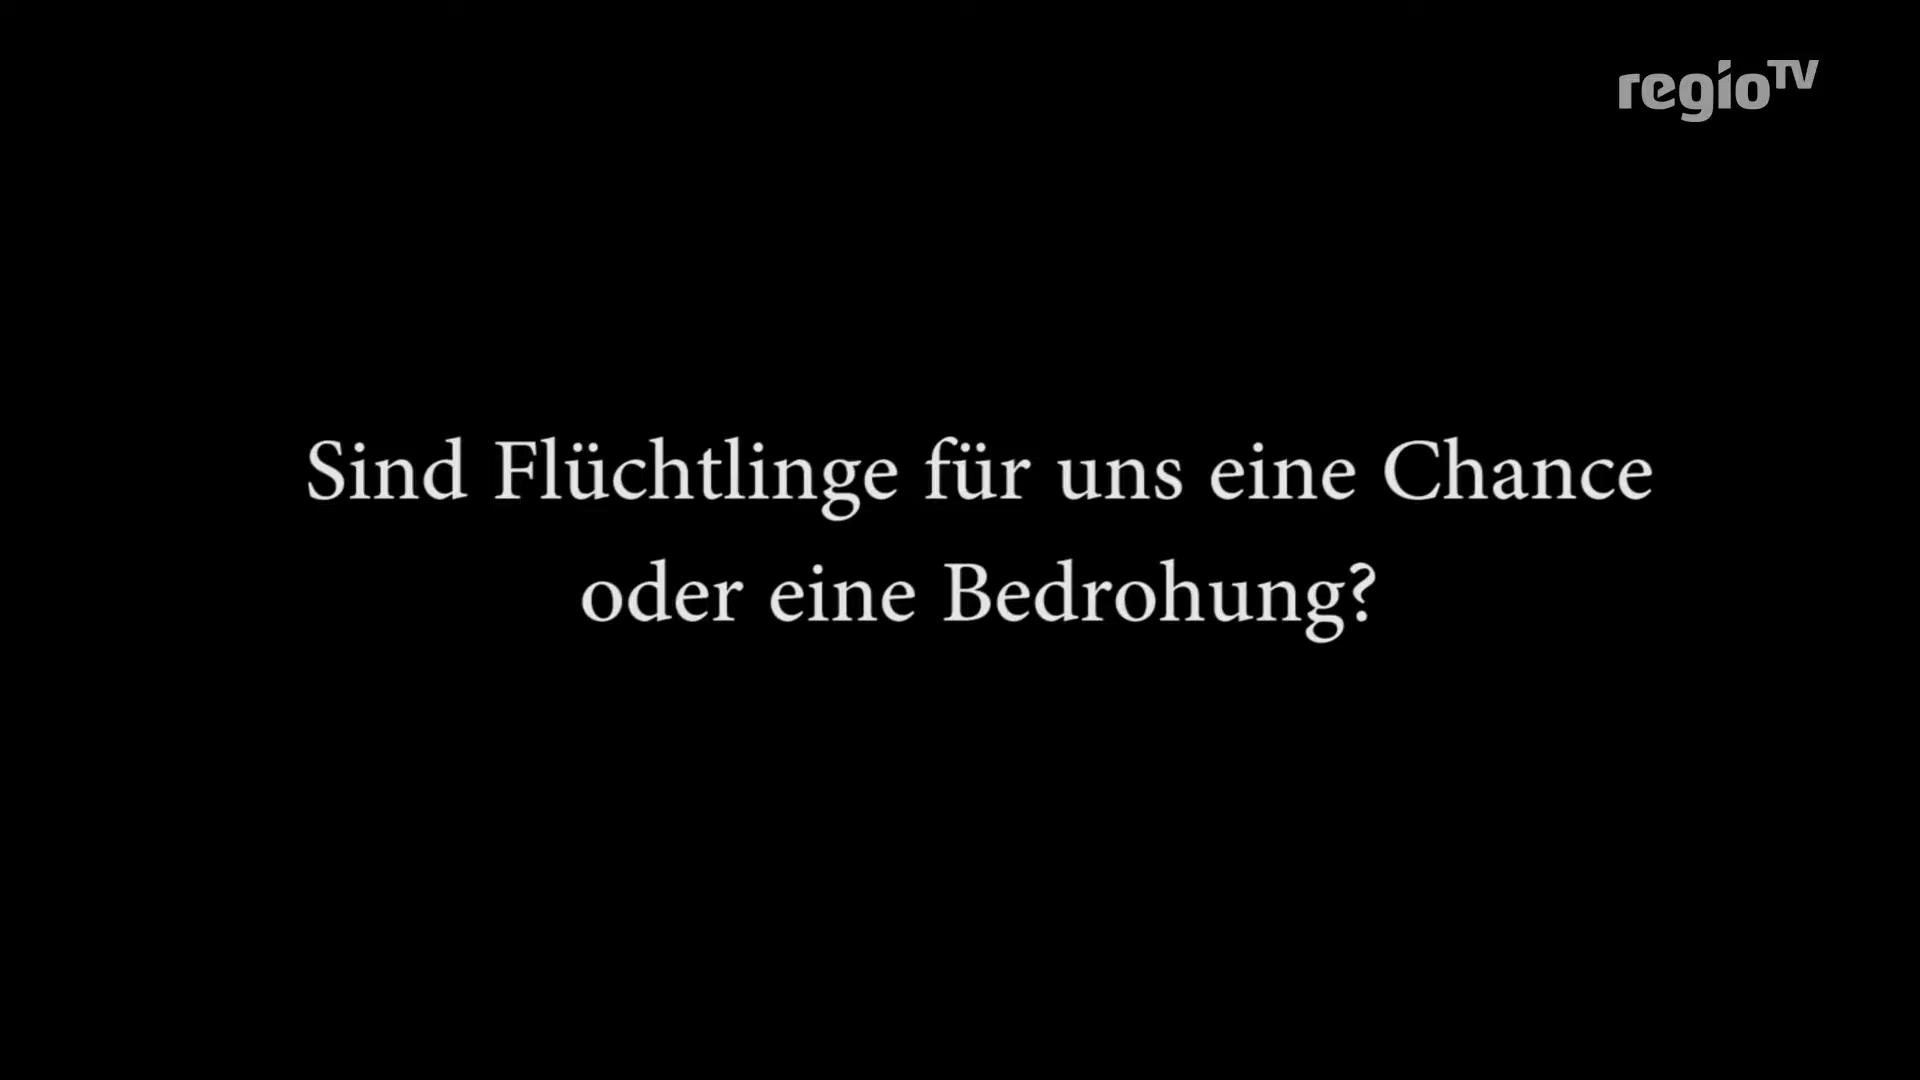 regioTV
Sind Flüchtlinge für uns eine Chance
oder eine Bedrohung?